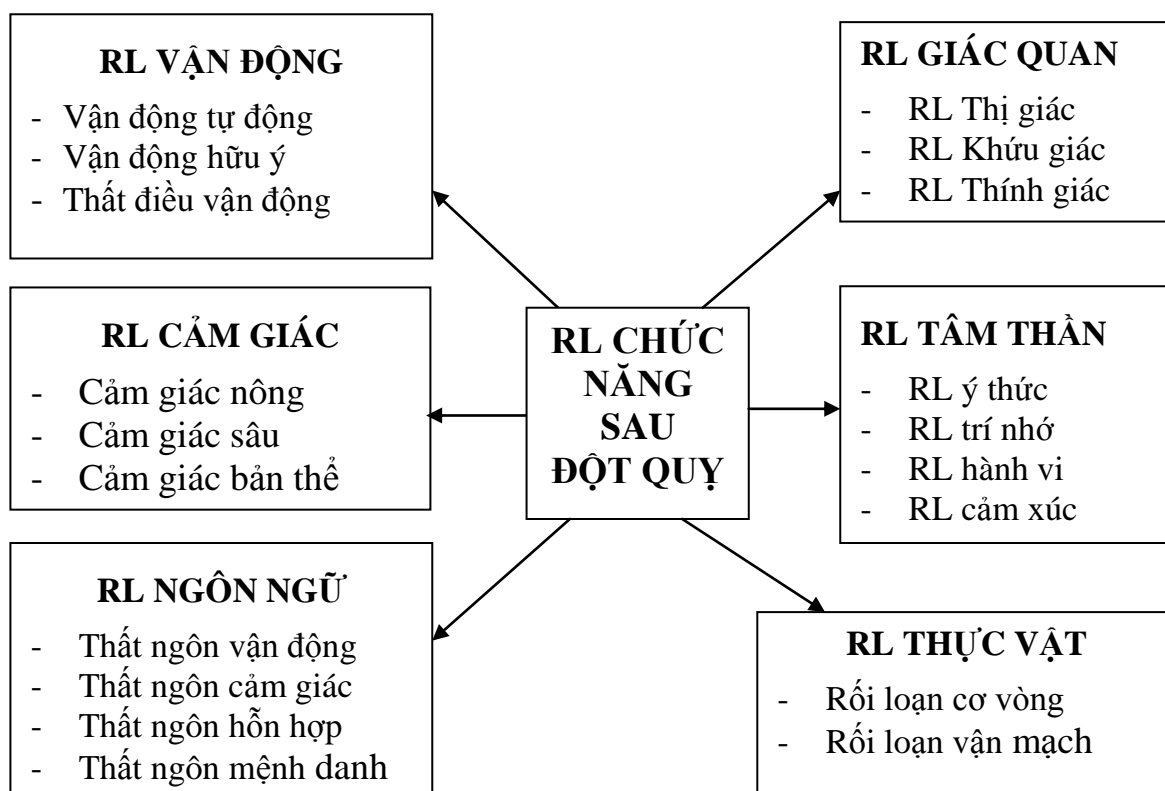 RL VẬN ĐỘNG
- Vận động tự động
- Vận động hữu ý
- Thất điều vận động
RL CẢM GIÁC
- Cảm giác nông
- Cảm giác sâu
- Cảm giác bản thể
RL NGÔN NGỮ
- Thất ngôn vận động
- Thất ngôn cảm giác
- Thất ngôn hỗn hợp
- Thất ngôn mệnh danh
RL CHỨC
NĂNG
SAU
ĐỘT QUỴ
RL GIÁC QUAN
- RL Thị giác
- RL Khứu giác
- RL Thính giác
RL TÂM THẦN
- RL ý thức
- RL trí nhớ
- RL hành vi
- RL cảm xúc
RL THỰC VẬT
- Rối loạn cơ vòng
- Rối loạn vận mạch